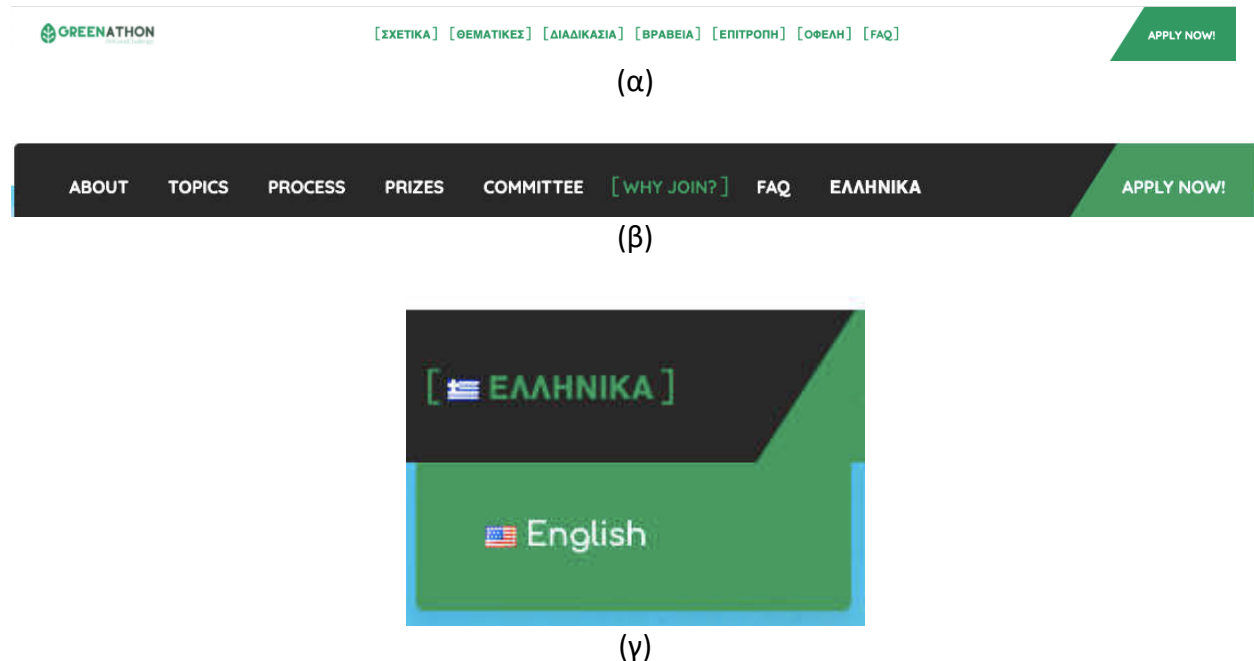 GREENATHON
[ΣΧΕΤΙΚΑ] [ΘΕΜΑΤΙΚΕΣ] [ΔΙΑΔΙΚΑΣΙΑ] [ΒΡΑΒΕΙΑ] [ΕΠΙΤΡΟΠΗ] [ΟΦΕΛΗ] [FAQ]
APPLY NOW!
(α)
ABOUT TOPICS PROCESS PRIZES COMMITTEE [WHY JOIN?] FAQ ΕΛΛΗΝΙΚΑ APPLY NOW!
(β)
[ΕΛΛΗΝΙΚΑ]
English
(γ)